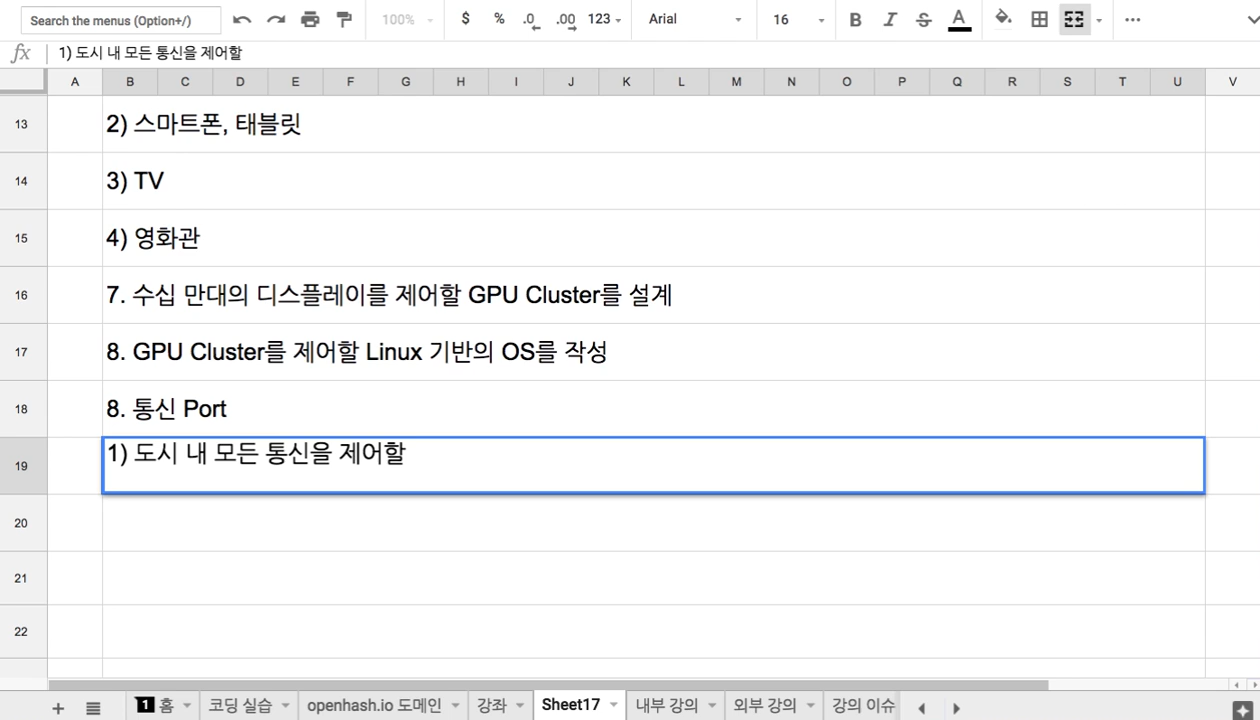 Search the menus (Option+/) 100% $ % .0 .00 123 Arial 16 B I S A ...
fx 1) 도시 내 모든 통신을 제어할
A B C D E F G H I J K L M N O P Q R S T U V
13 2) 스마트폰, 태블릿
14 3) TV
15 4) 영화관
16 7. 수십 만대의 디스플레이를 제어할 GPU Cluster를 설계
17 8. GPU Cluster를 제어할 Linux 기반의 OS를 작성
18 8. 통신 Port
19 1) 도시 내 모든 통신을 제어할
20
21
22
+ 1 홈 코딩 실습 openhash.io 도메인 강좌 Sheet17 내부 강의 외부 강의 강의 이슈